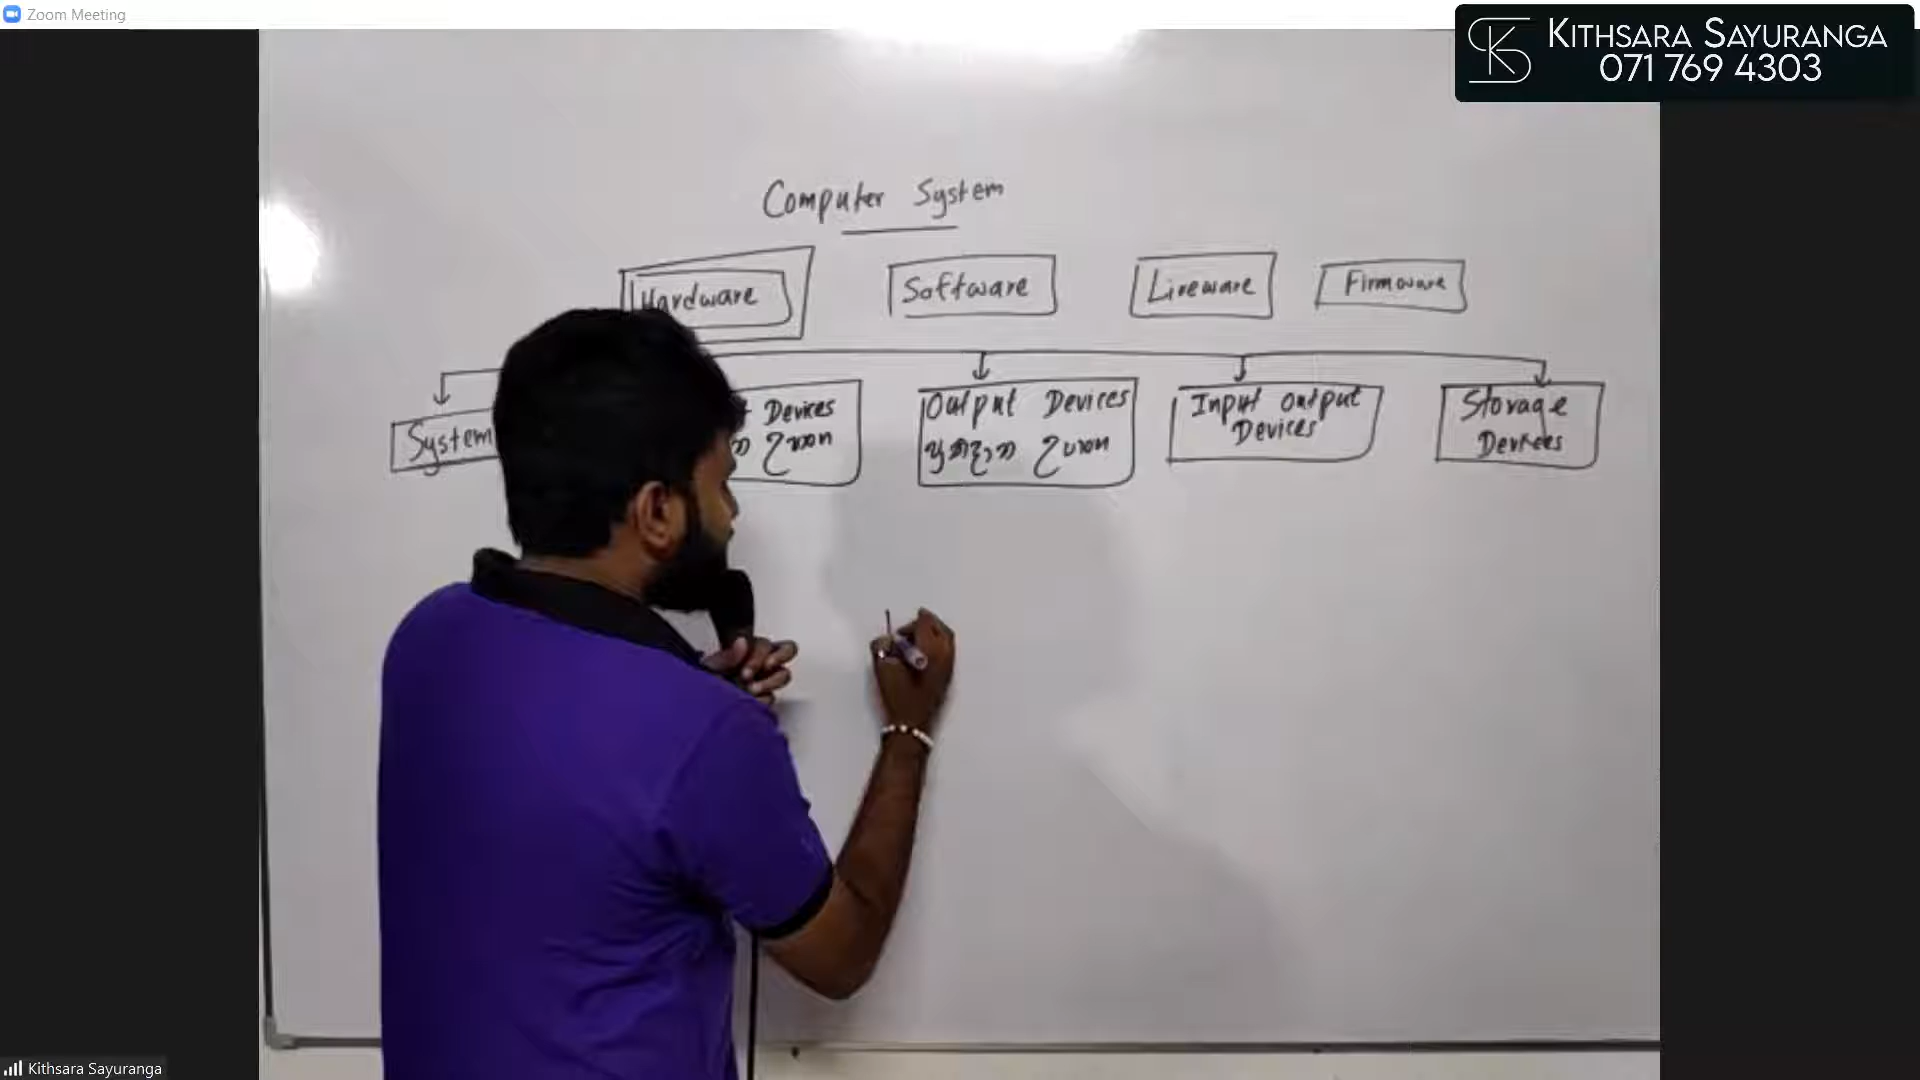 Zoom Meeting
KITHSARA SAYURANGA
071 769 4303
Computer System
Hardware
Software
Liveware
Firmware
System
Devices
උපාංග
Output Devices
ප්‍රතිදාන උපාංග
Input Output
Devices
Storage
Devices
Kithsara Sayuranga